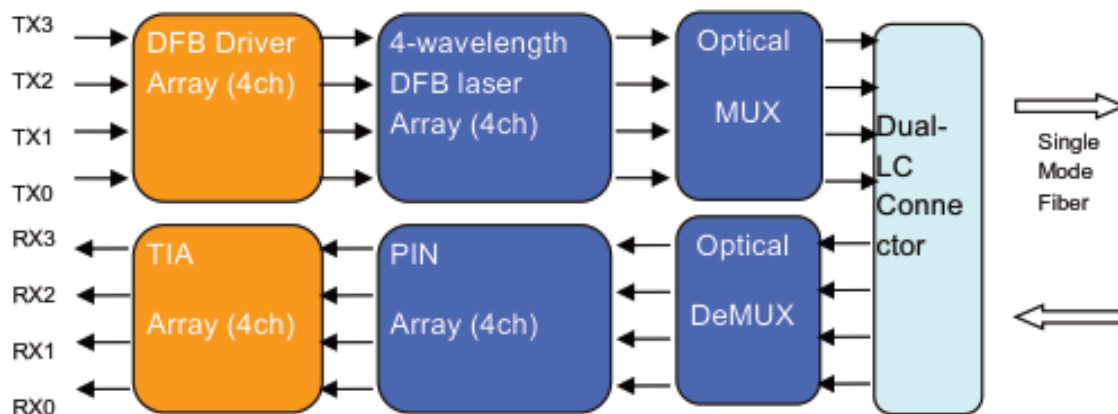 TX3
TX2
TX1
TX0
DFB Driver
Array (4ch)
4-wavelength
DFB laser
Array (4ch)
Optical
MUX
Dual-
LC
Conne
ctor
Single
Mode
Fiber
RX3
RX2
RX1
RX0
TIA
Array (4ch)
PIN
Array (4ch)
Optical
DeMUX